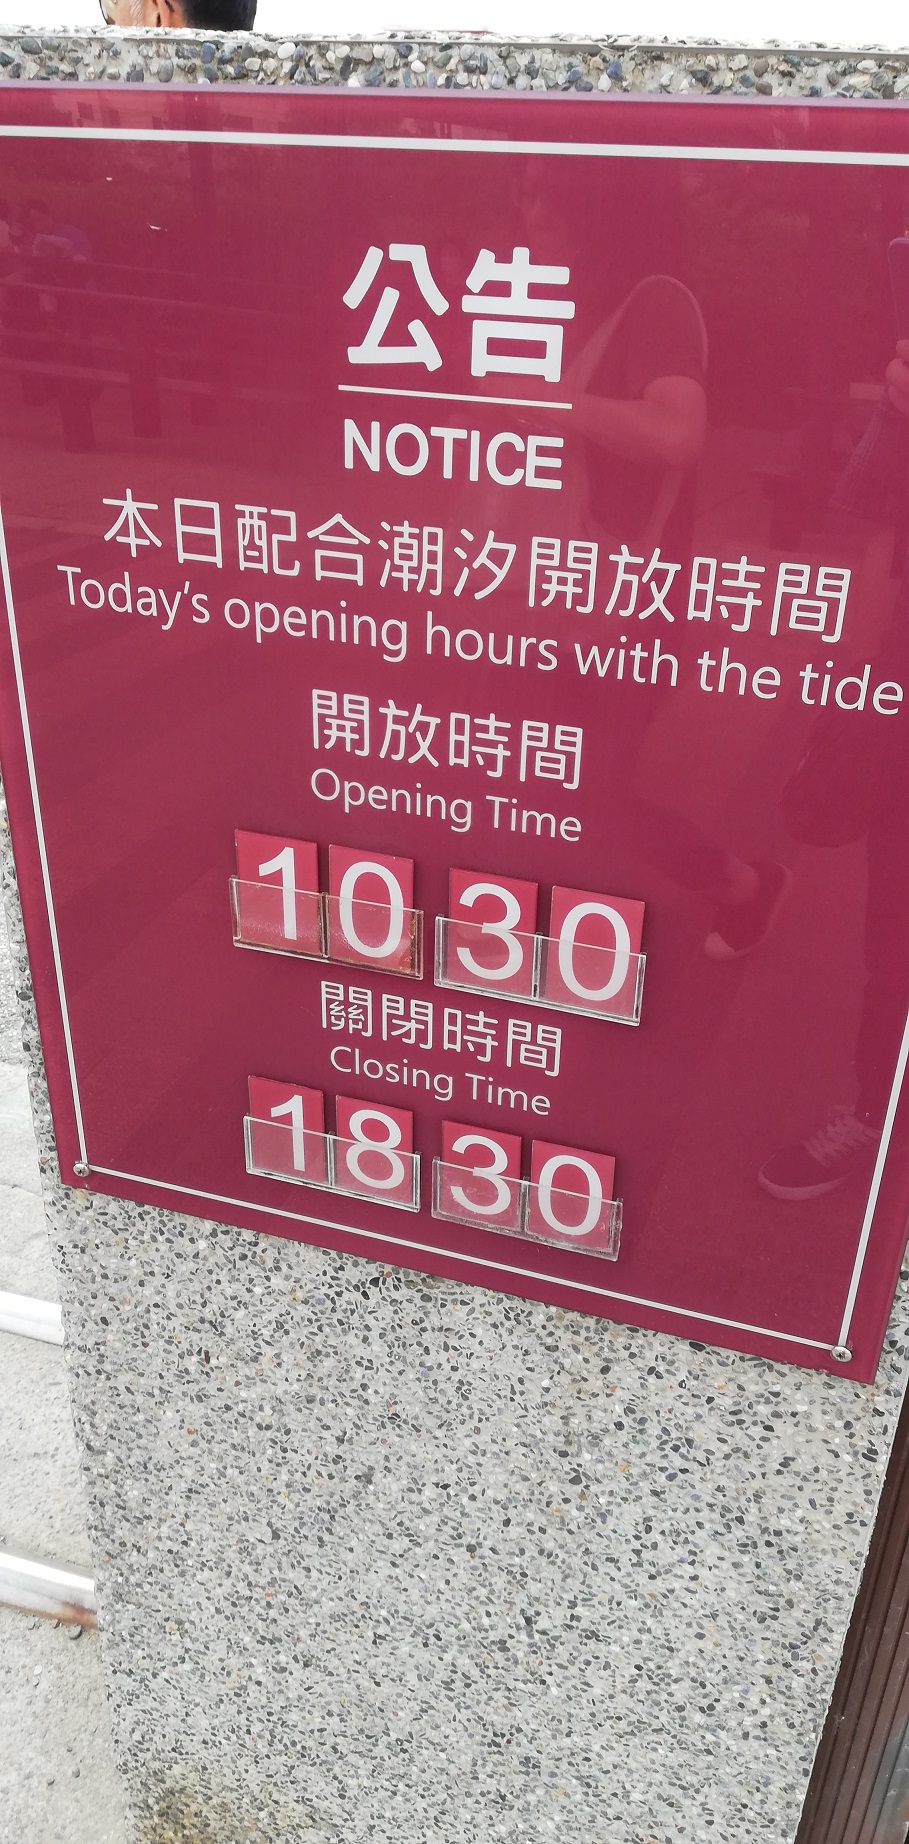 公告
NOTICE
本日配合潮汐開放時間
Today's opening hours with the tide
開放時間
Opening Time
10 30
關閉時間
Closing Time
18 30